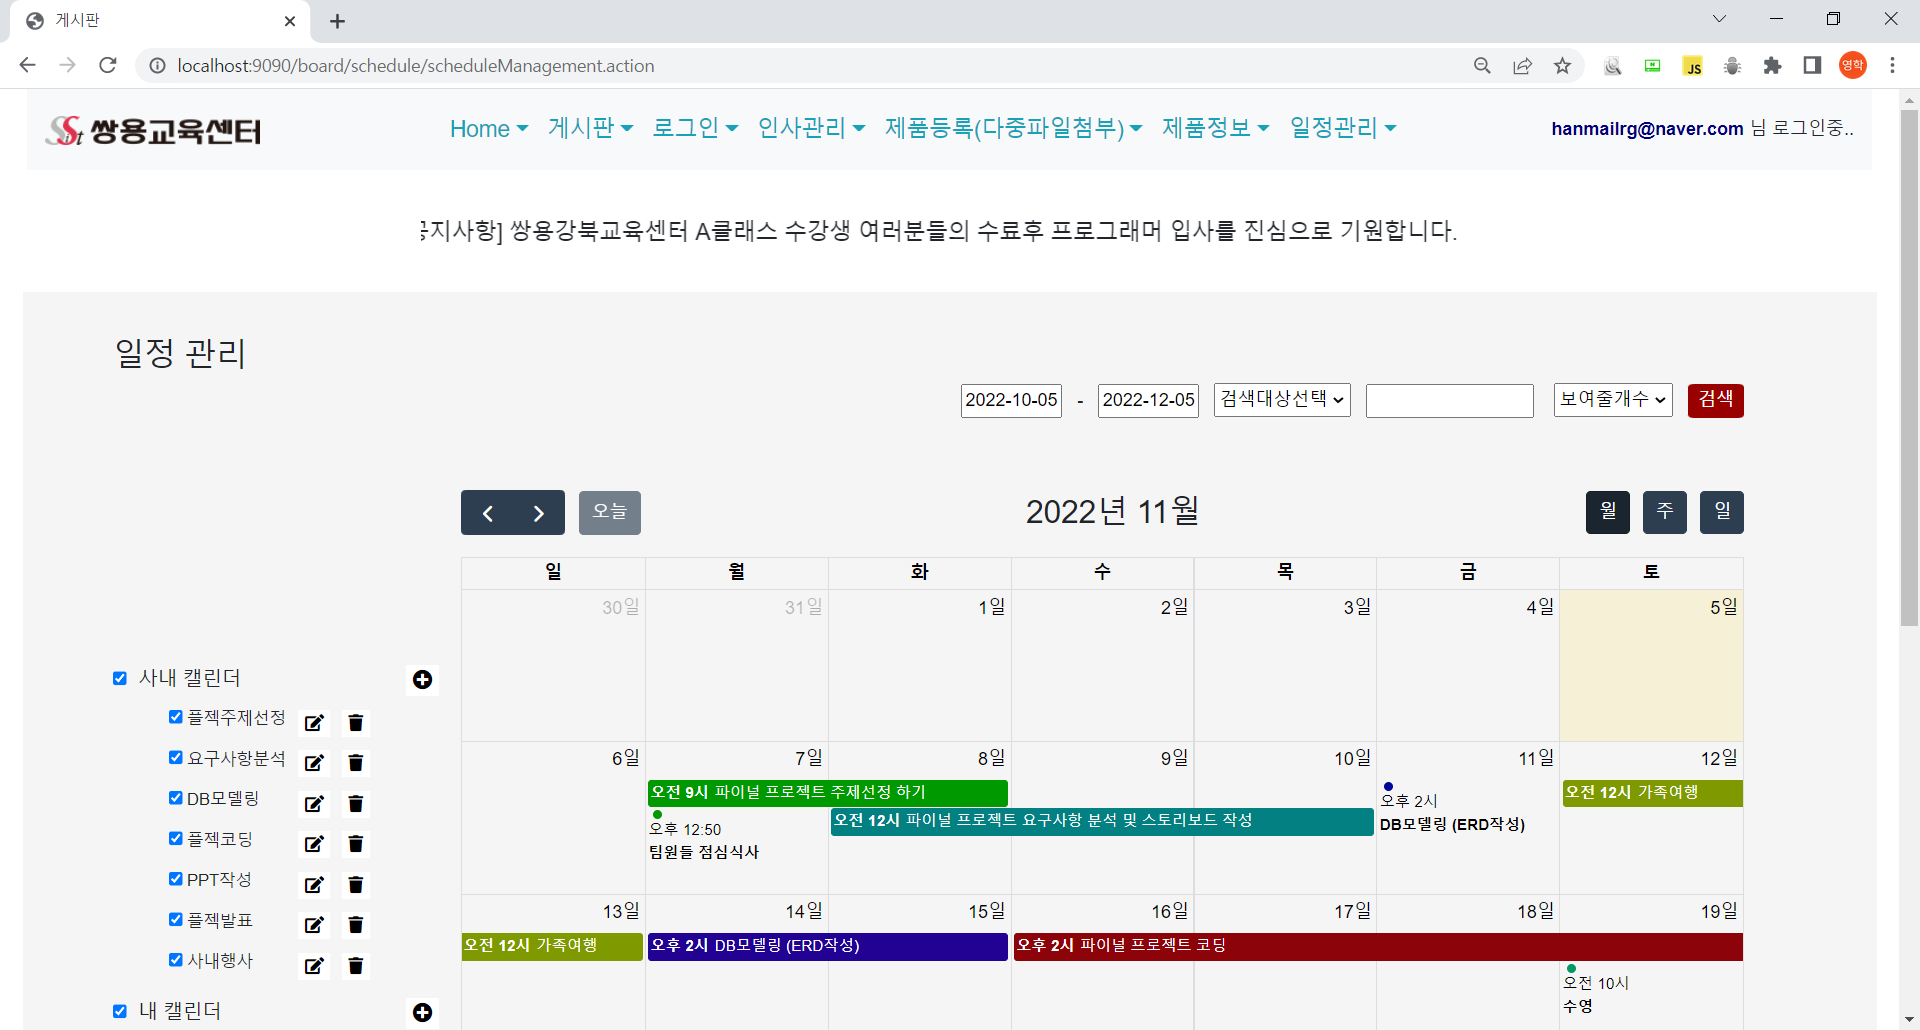 게시판
localhost:9090/board/schedule/scheduleManagement.action
JS
영학
SSist 쌍용교육센터
Home 게시판 로그인 인사관리 제품등록(다중파일첨부) 제품정보 일정관리
hanmailrg@naver.com 님 로그인중..
공지사항] 쌍용강북교육센터 A클래스 수강생 여러분들의 수료후 프로그래머 입사를 진심으로 기원합니다.
일정 관리
2022-10-05 - 2022-12-05 검색대상선택 보여줄개수 검색
오늘 2022년 11월 월 주 일
일 월 화 수 목 금 토
30일 31일 1일 2일 3일 4일 5일
사내 캘린더
플젝주제선정
요구사항분석
DB모델링
플젝코딩
PPT작성
플젝발표
사내행사
내 캘린더
6일 7일 8일 9일 10일 11일 12일
오전 9시 파이널 프로젝트 주제선정 하기
오전 12시 가족여행
오후 2시
DB모델링 (ERD작성)
오전 12시 파이널 프로젝트 요구사항 분석 및 스토리보드 작성
오후 12:50
팀원들 점심식사
13일 14일 15일 16일 17일 18일 19일
오전 12시 가족여행
오후 2시 DB모델링 (ERD작성)
오후 2시 파이널 프로젝트 코딩
오전 10시
수영